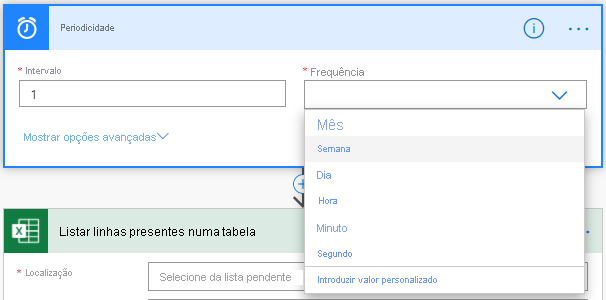 Periodicidade
* Intervalo
* Frequência
1
Mostrar opções avançadas
Mês
Semana
Dia
Hora
Minuto
Segundo
Introduzir valor personalizado
Listar linhas presentes numa tabela
* Localização
Selecione da lista pendente